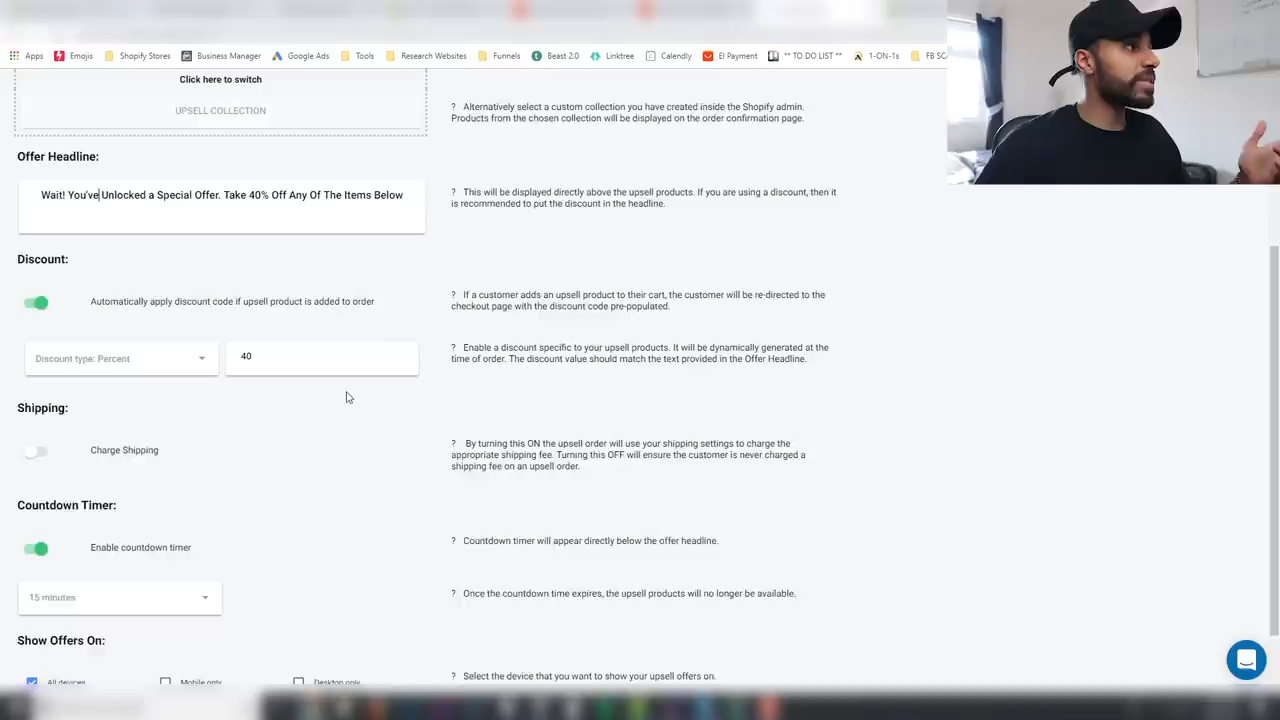 Apps Emojis Shopify Stores Business Manager Google Ads Tools Research Websites Funnels Beast 2.0 Linktree Calendly El Payment ** TO DO LIST ** 1-ON-1s FB SC
Click here to switch
UPSELL COLLECTION
? Alternatively select a custom collection you have created inside the Shopify admin.
Products from the chosen collection will be displayed on the order confirmation page.
Offer Headline:
Wait! You've Unlocked a Special Offer. Take 40% Off Any Of The Items Below
? This will be displayed directly above the upsell products. If you are using a discount, then it
is recommended to put the discount in the headline.
Discount:
Automatically apply discount code if upsell product is added to order
? If a customer adds an upsell product to their cart, the customer will be re-directed to the
checkout page with the discount code pre-populated.
Discount type: Percent
40
? Enable a discount specific to your upsell products. It will be dynamically generated at the
time of order. The discount value should match the text provided in the Offer Headline.
Shipping:
Charge Shipping
? By turning this ON the upsell order will use your shipping settings to charge the
appropriate shipping fee. Turning this OFF will ensure the customer is never charged a
shipping fee on an upsell order.
Countdown Timer:
Enable countdown timer
? Countdown timer will appear directly below the offer headline.
15 minutes
? Once the countdown time expires, the upsell products will no longer be available.
Show Offers On:
All devices Mobile only Desktop only
? Select the device that you want to show your upsell offers on.